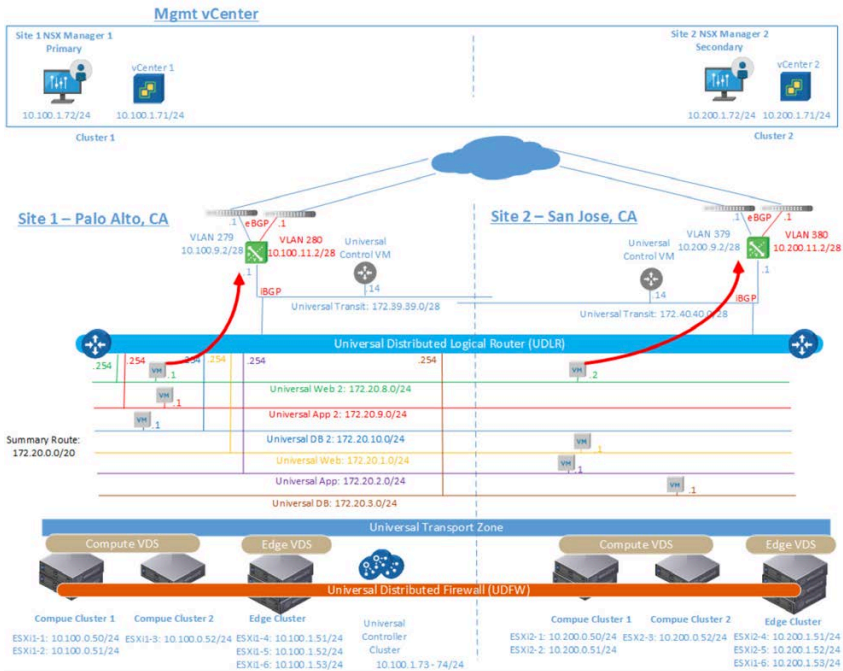 Mgmt vCenter
Site 1 NSX Manager 1
Primary
vCenter 1
10.100.1.72/24
10.100.1.71/24
Cluster 1
Site 2 NSX Manager 2
Secondary
vCenter 2
10.200.1.72/24
10.200.1.71/24
Cluster 2
Site 1 – Palo Alto, CA
.1
eBGP
.1
VLAN 279
10.100.9.2/28
VLAN 280
10.100.11.2/28
Universal
Control VM
.1
iBGP
.14
Universal Transit: 172.39.39.0/28
Site 2 – San Jose, CA
.1
eBGP
.1
VLAN 379
10.200.9.2/28
VLAN 380
10.200.11.2/28
Universal
Control VM
.1
iBGP
.14
Universal Transit: 172.40.40.0/28
Universal Distributed Logical Router (UDLR)
.254
.254
.254
.254
.254
.254
VM
.1
VM
.2
Universal Web 2: 172.20.8.0/24
VM
.1
Universal App 2: 172.20.9.0/24
VM
.1
Universal DB 2: 172.20.10.0/24
Summary Route:
172.20.0.0/20
VM
.1
Universal Web: 172.20.1.0/24
VM
.1
Universal App: 172.20.2.0/24
VM
.1
Universal DB: 172.20.3.0/24
Universal Transport Zone
Compute VDS
Edge VDS
Compute VDS
Edge VDS
Universal Distributed Firewall (UDFW)
Compue Cluster 1
ESXi1-1: 10.100.0.50/24
ESXi1-2: 10.100.0.51/24
Compue Cluster 2
ESXi1-3: 10.100.0.52/24
Edge Cluster
ESXi1-4: 10.100.1.51/24
ESXi1-5: 10.100.1.52/24
ESXi1-6: 10.100.1.53/24
Universal
Controller
Cluster
10.100.1.73 - 74/24
Compue Cluster 1
ESXi2-1: 10.200.0.50/24
ESXi2-2: 10.200.0.51/24
Compue Cluster 2
ESX2-3: 10.200.0.52/24
Edge Cluster
ESXi2-4: 10.200.1.51/24
ESXi2-5: 10.200.1.52/24
ESXi2-6: 10.200.1.53/24